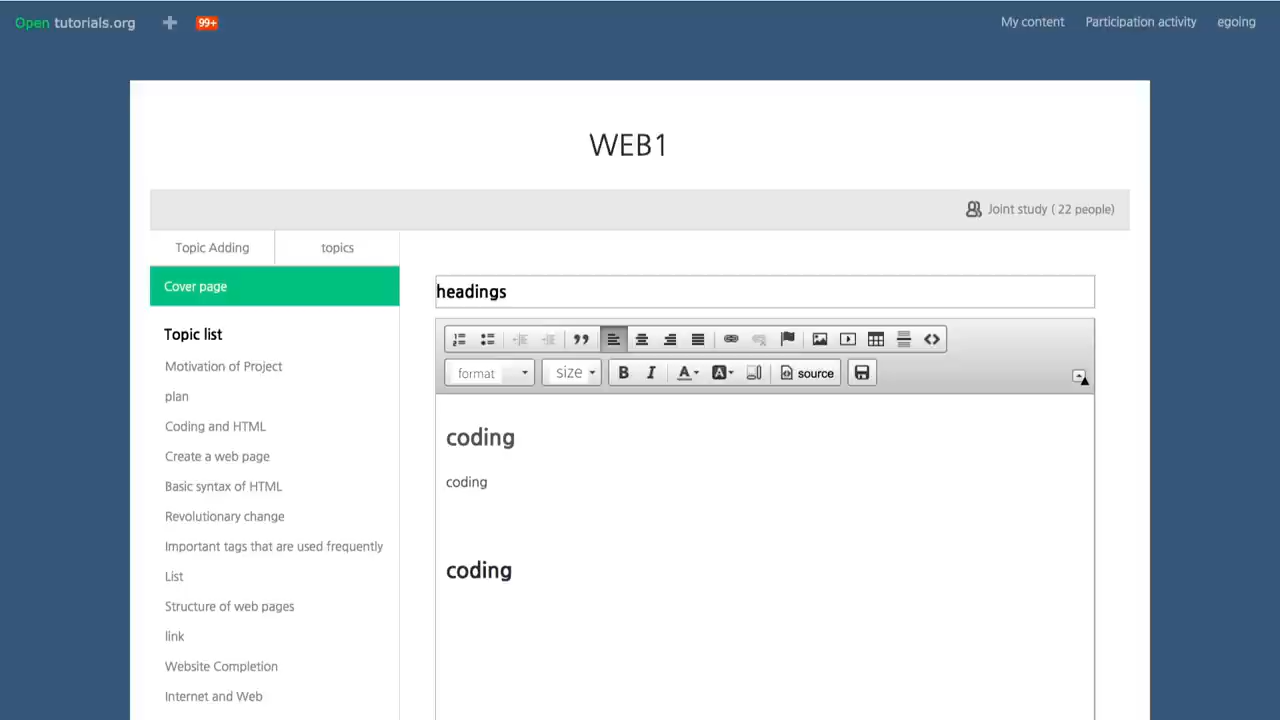 Open tutorials.org 99+ My content Participation activity egoing
WEB1
Joint study ( 22 people)
Topic Adding topics
Cover page
Topic list
Motivation of Project
plan
Coding and HTML
Create a web page
Basic syntax of HTML
Revolutionary change
Important tags that are used frequently
List
Structure of web pages
link
Website Completion
Internet and Web
headings
format size B I A A source
coding
coding
coding